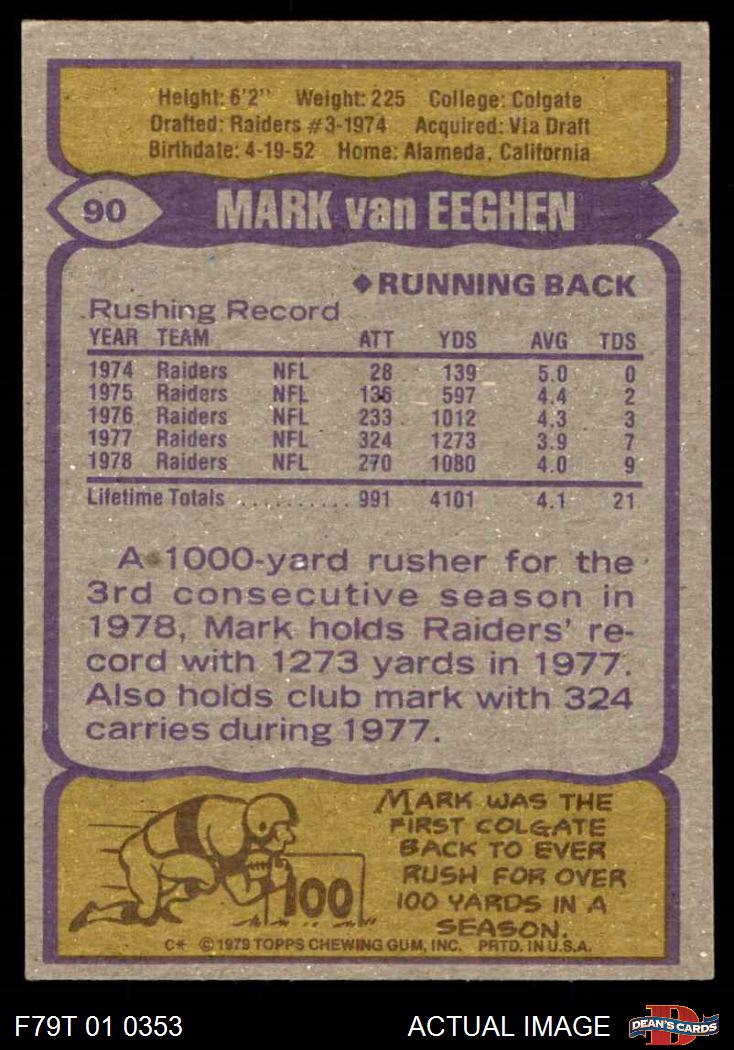 Height: 6'2" Weight: 225 College: Colgate
Drafted: Raiders #3-1974 Acquired: Via Draft
Birthdate: 4-19-52 Home: Alameda, California
90 MARK van EEGHEN
◆RUNNING BACK
Rushing Record
YEAR TEAM ATT YDS AVG TDS
1974 Raiders NFL 28 139 5.0 0
1975 Raiders NFL 136 597 4.4 2
1976 Raiders NFL 233 1012 4.3 3
1977 Raiders NFL 324 1273 3.9 7
1978 Raiders NFL 270 1080 4.0 9
Lifetime Totals .......... 991 4101 4.1 21
A 1000-yard rusher for the
3rd consecutive season in
1978, Mark holds Raiders' re-
cord with 1273 yards in 1977.
Also holds club mark with 324
carries during 1977.
MARK WAS THE
FIRST COLGATE
BACK TO EVER
RUSH FOR OVER
100 YARDS IN A
SEASON.
100
C* © 1979 TOPPS CHEWING GUM, INC. PRTD. IN U.S.A.
F79T 01 0353 ACTUAL IMAGE D DEAN'S CARDS